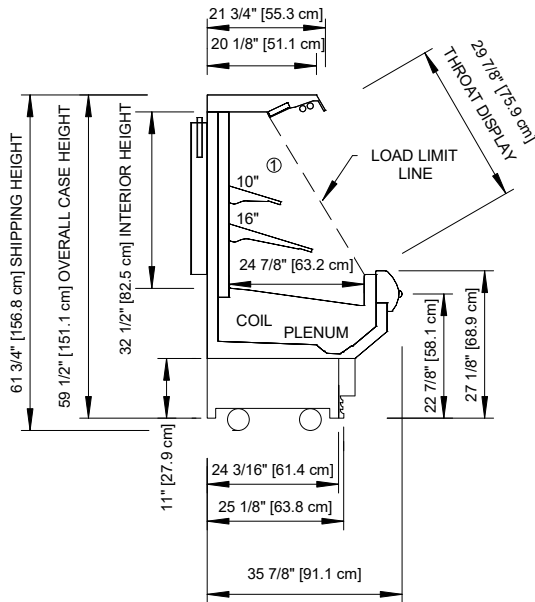 21 3/4" [55.3 cm]
20 1/8" [51.1 cm]
29 7/8" [75.9 cm]
THROAT DISPLAY
61 3/4" [156.8 cm] SHIPPING HEIGHT
59 1/2" [151.1 cm] OVERALL CASE HEIGHT
32 1/2" [82.5 cm] INTERIOR HEIGHT
1
LOAD LIMIT
LINE
10"
16"
24 7/8" [63.2 cm]
COIL
PLENUM
22 7/8" [58.1 cm]
27 1/8" [68.9 cm]
11" [27.9 cm]
24 3/16" [61.4 cm]
25 1/8" [63.8 cm]
35 7/8" [91.1 cm]